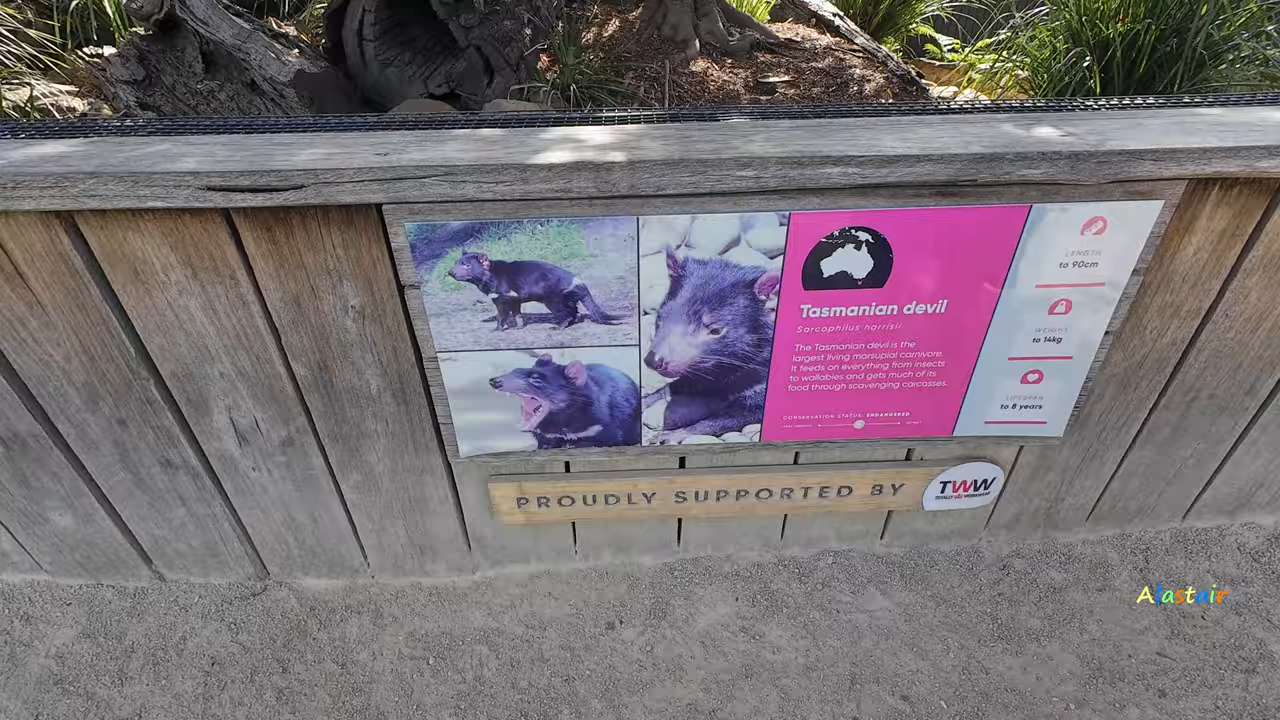 Tasmanian devil
Sarcophilus harrisii
The Tasmanian devil is the
largest living marsupial carnivore.
It feeds on everything from insects
to wallabies and gets much of its
food through scavenging carcasses.
CONSERVATION STATUS: ENDANGERED
LENGTH
to 90cm
WEIGHT
to 14kg
LIFESPAN
to 8 years
PROUDLY SUPPORTED BY
TWW
TOTALLY WORKWEAR
Alastair